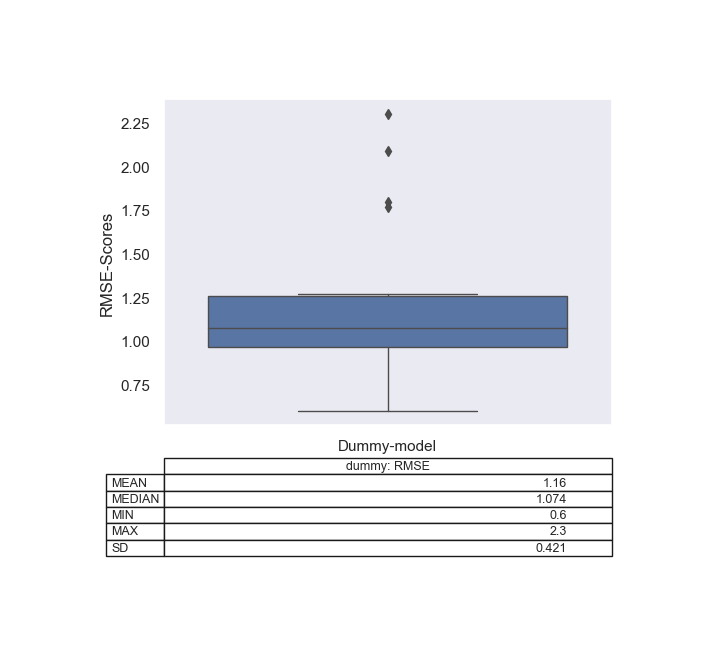 2.25
2.00
1.75
1.50
1.25
1.00
0.75
RMSE-Scores
Dummy-model
dummy: RMSE
MEAN 1.16
MEDIAN 1.074
MIN 0.6
MAX 2.3
SD 0.421